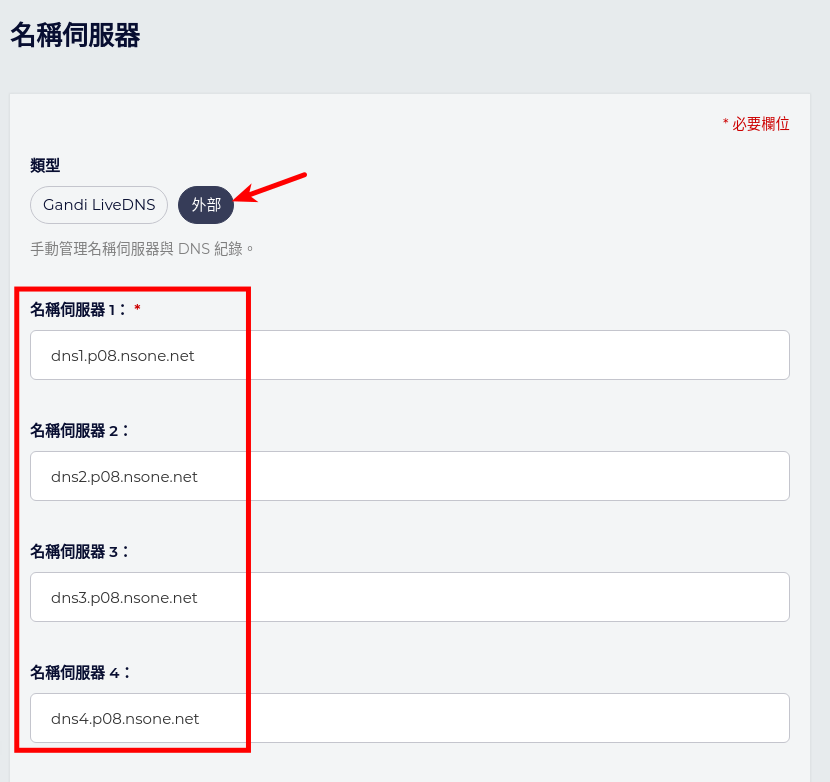 名稱伺服器
* 必要欄位
類型
Gandi LiveDNS 外部
手動管理名稱伺服器與 DNS 紀錄。
名稱伺服器 1： *
dns1.p08.nsone.net
名稱伺服器 2：
dns2.p08.nsone.net
名稱伺服器 3：
dns3.p08.nsone.net
名稱伺服器 4：
dns4.p08.nsone.net